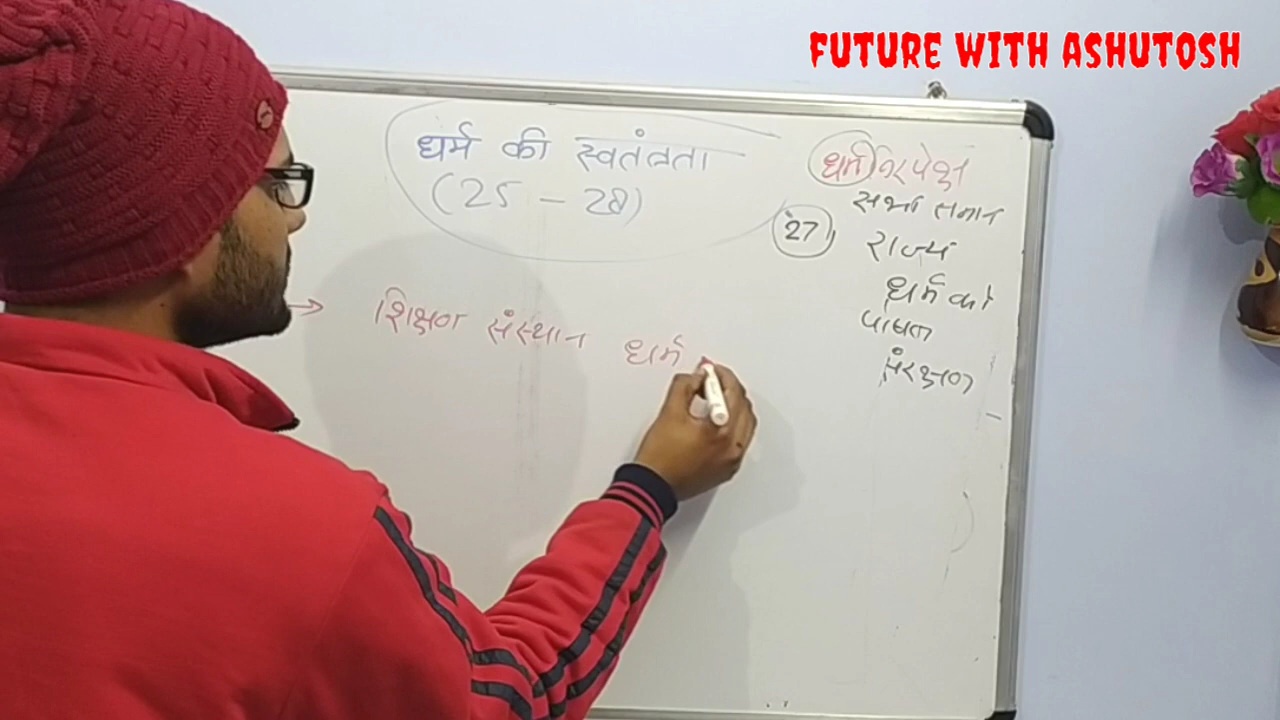 FUTURE WITH ASHUTOSH
धर्म की स्वतंत्रता
(25 - 28)
शिक्षण संस्थान धर्म
धर्मनिरपेक्ष
सभी समान
27
राज्य
धर्म को
संरक्षण